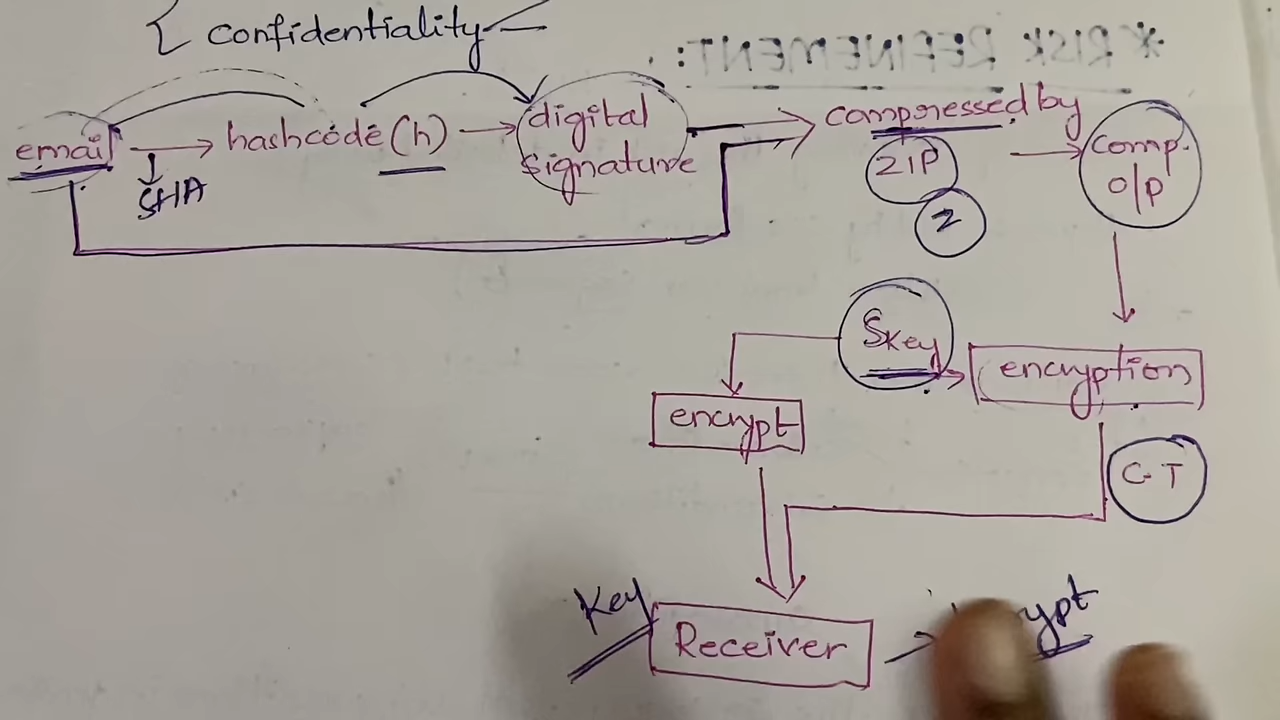 confidentiality
* RISK REFINEMENT:
email
hashcode (h)
digital
signature
compressed by
ZIP
Z
comp.
o/p
SHA
Skey
encryption
encrypt
C-T
Key
Receiver